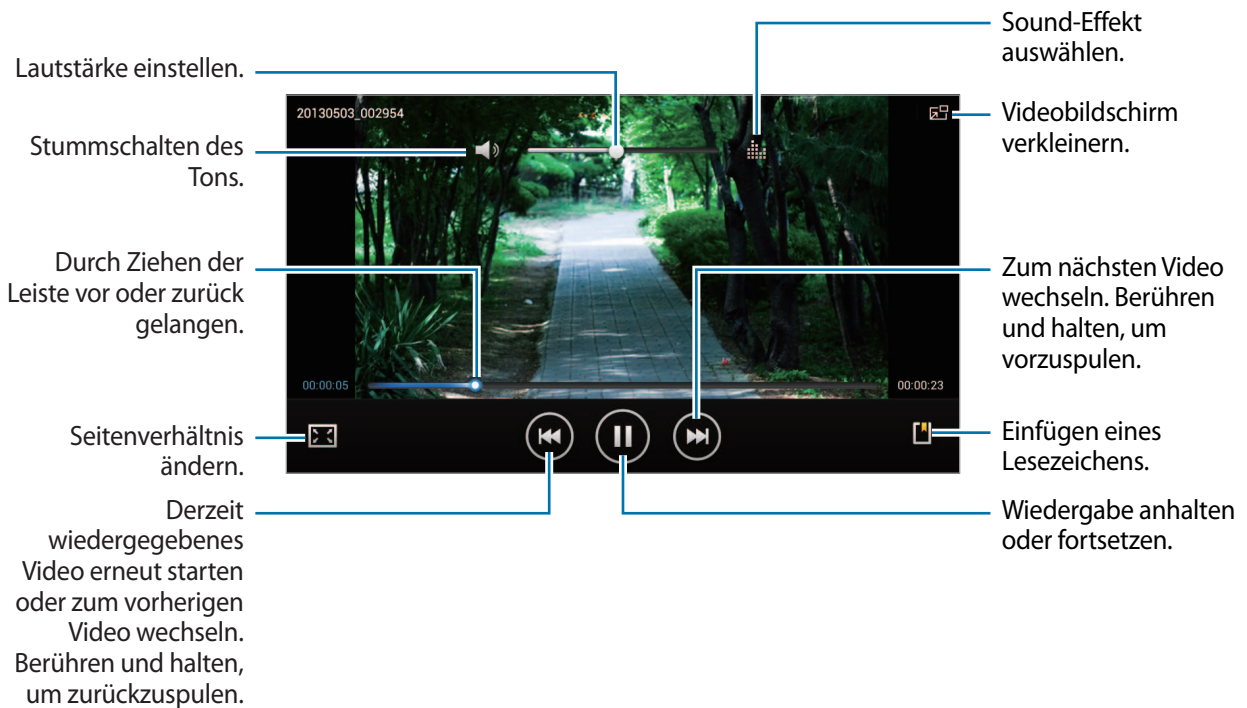 Lautstärke einstellen.
Stummschalten des
Tons.
Durch Ziehen der
Leiste vor oder zurück
gelangen.
Seitenverhältnis
ändern.
Derzeit
wiedergegebenes
Video erneut starten
oder zum vorherigen
Video wechseln.
Berühren und halten,
um zurückzuspulen.
20130503_002954
00:00:05
00:00:23
Sound-Effekt
auswählen.
Videobildschirm
verkleinern.
Zum nächsten Video
wechseln. Berühren
und halten, um
vorzuspulen.
Einfügen eines
Lesezeichens.
Wiedergabe anhalten
oder fortsetzen.